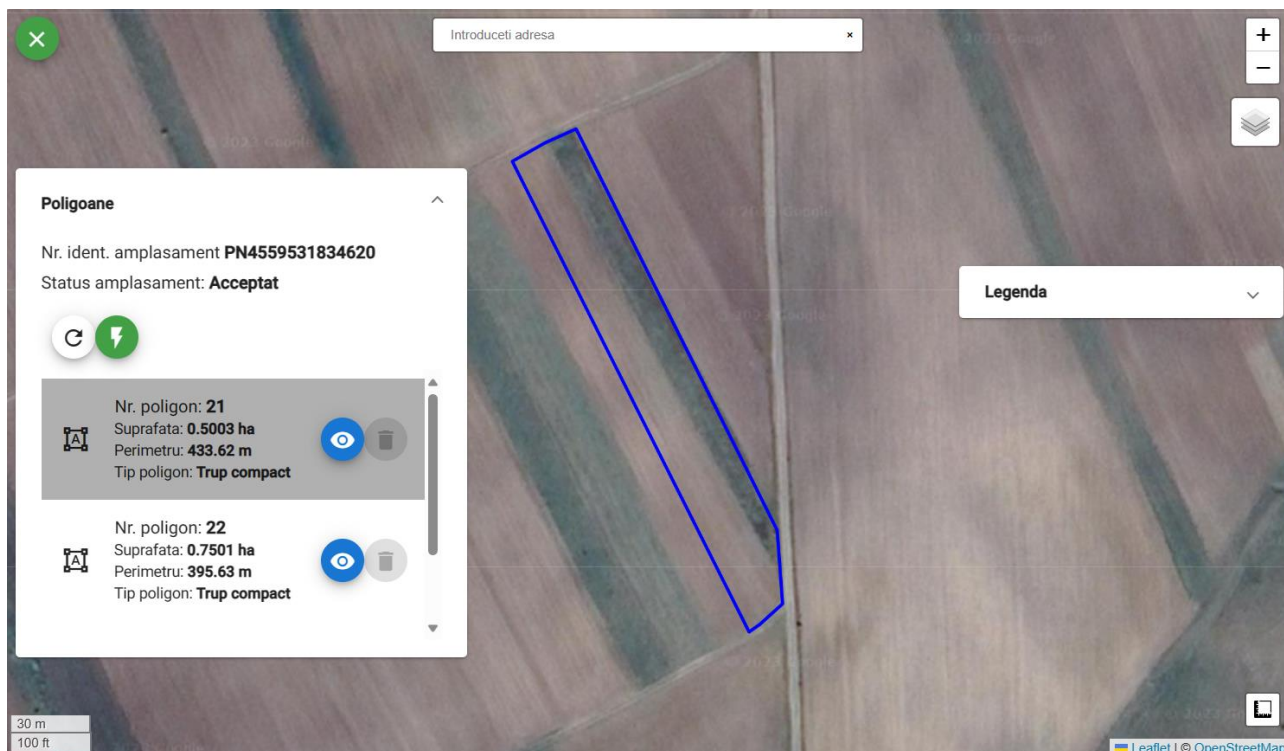 Introduceti adresa
×
+
−
Poligoane
Nr. ident. amplasament PN4559531834620
Status amplasament: Acceptat
Nr. poligon: 21
Suprafata: 0.5003 ha
Perimetru: 433.62 m
Tip poligon: Trup compact
Nr. poligon: 22
Suprafata: 0.7501 ha
Perimetru: 395.63 m
Tip poligon: Trup compact
Legenda
30 m
100 ft
Leaflet | © OpenStreetMap